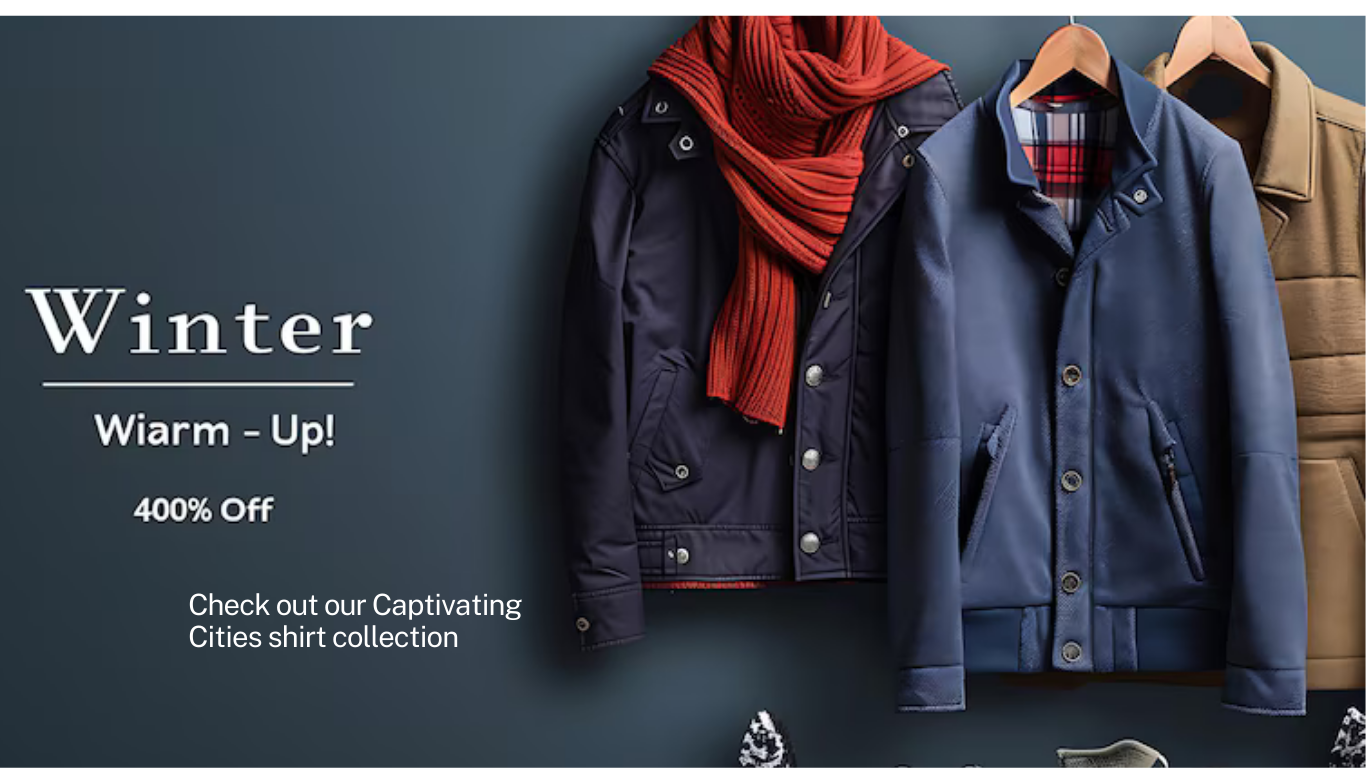 Winter
Wiarm - Up!
400% Off
Check out our Captivating
Cities shirt collection